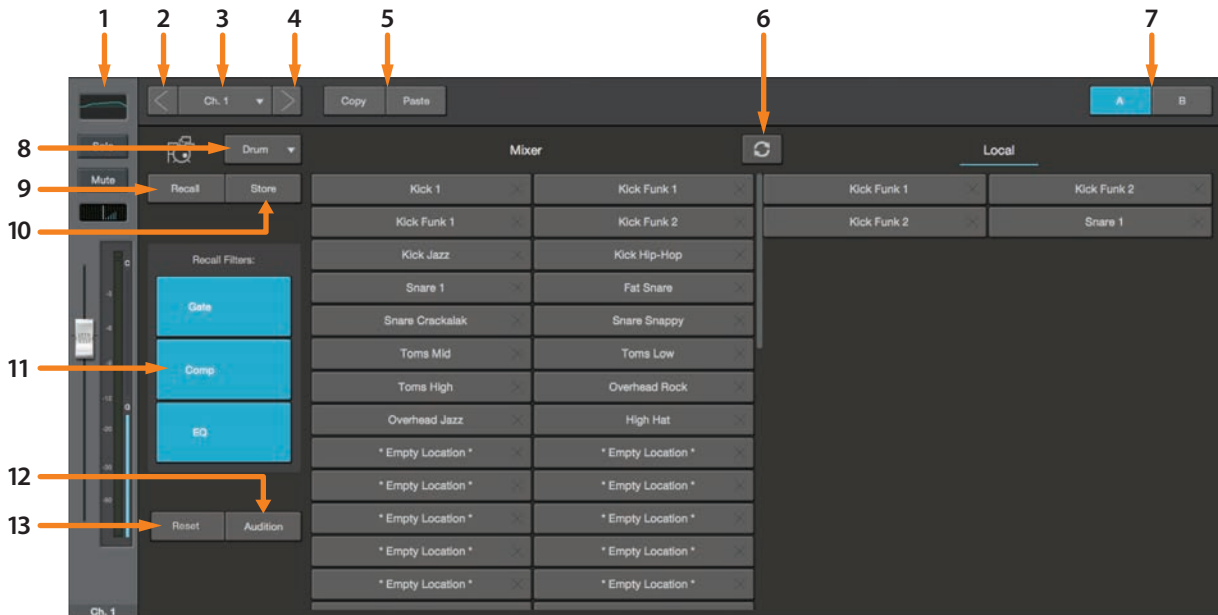 1 2 3 4 5 6 7
Ch. 1 Copy Paste A B
8 Solo Drum Mixer Local
9 Mute Recall Store Kick 1 Kick Funk 1 Kick Funk 1 Kick Funk 2
10 Kick Funk 1 Kick Funk 2 Kick Funk 2 Snare 1
Recall Filters: Kick Jazz Kick Hip-Hop
C
Gate Snare 1 Fat Snare
Snare Crackalak Snare Snappy
11 Comp Toms Mid Toms Low
Toms High Overhead Rock
-12
G
EQ Overhead Jazz High Hat
-20
* Empty Location * * Empty Location *
12 * Empty Location * * Empty Location *
13 Reset Audition * Empty Location * * Empty Location *
* Empty Location * * Empty Location *
* Empty Location * * Empty Location *
Ch. 1